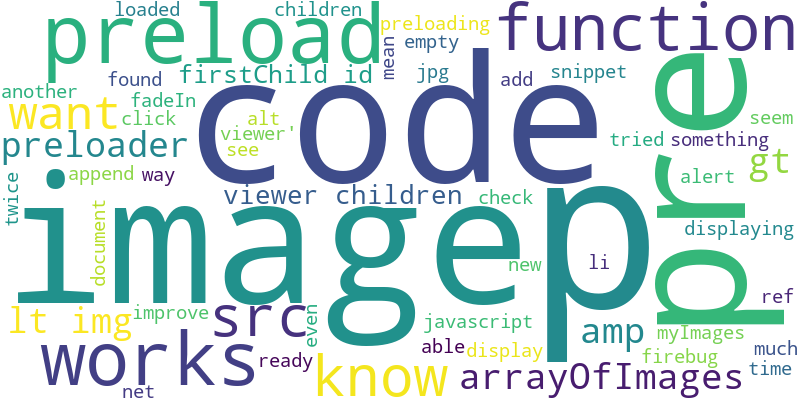 loaded
children
preload
preloading
function
empty
mean
found
firstChild id
jpg
add
snippet
another
fadeIn
want
click
alt
viewer'
code
pre
seem
tried
something
preloader
see
gt
append
way
alert
twice
image
viewer children
check
p
document
displaying
new
li
ref
lt img
improve
src
even
javascript
amp
myImages
much
works
ready
able
display
firebug
time
net
know
arrayOfImages